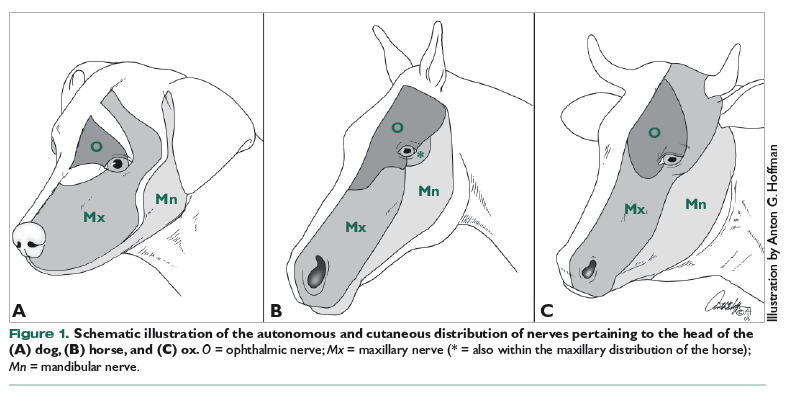 O
Mx
Mn
A
O
*
Mn
Mx
B
O
Mx
Mn
C
Illustration by Anton G. Hoffman
Figure 1. Schematic illustration of the autonomous and cutaneous distribution of nerves pertaining to the head of the
(A) dog, (B) horse, and (C) ox. O = ophthalmic nerve; Mx = maxillary nerve (* = also within the maxillary distribution of the horse);
Mn = mandibular nerve.